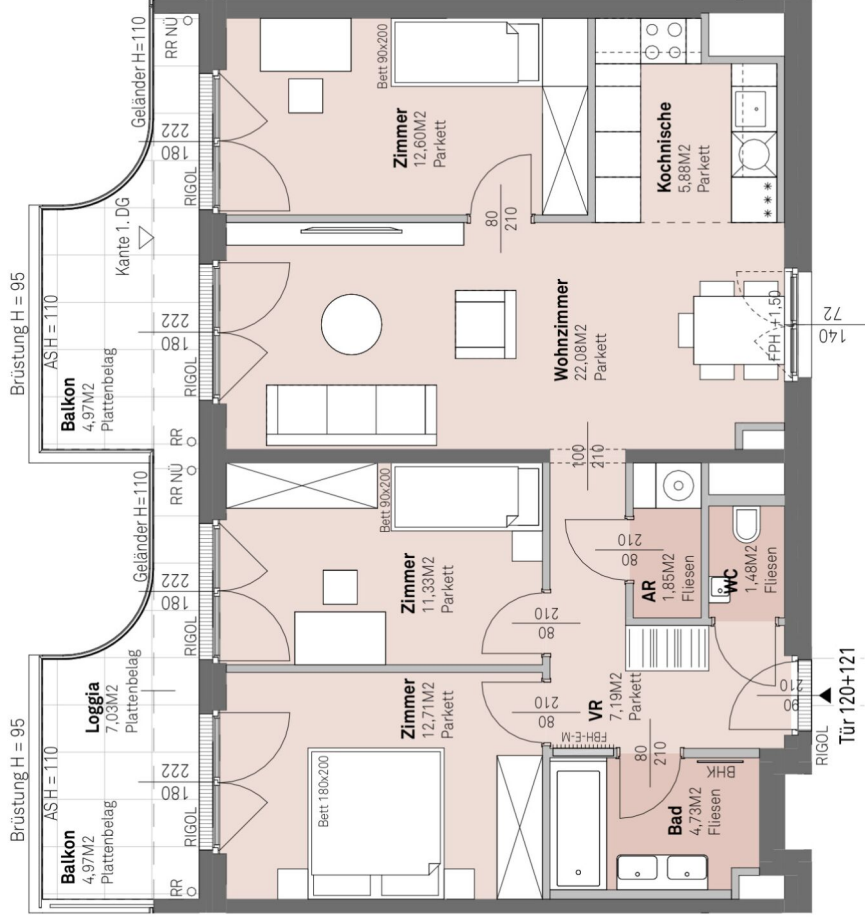 Brüstung H = 95
AS H = 110
Balkon
4,97M2
Plattenbelag
Geländer H=110
Kante 1. DG
RR NÜ
RIGOL
180
222
RIGOL
180
222
RR
Zimmer
12,60M2
Parkett
Bett 90x200
80
210
Kochnische
5,88M2
Parkett
***
Wohnzimmer
22,08M2
Parkett
FPH +1,50
140
72
100
210
Brüstung H = 95
AS H = 110
Balkon
4,97M2
Plattenbelag
Loggia
7,03M2
Plattenbelag
Geländer H=110
RR NÜ
RIGOL
180
222
RIGOL
180
222
RR
Zimmer
11,33M2
Parkett
Bett 90x200
80
210
AR
1,85M2
Fliesen
80
210
WC
1,48M2
Fliesen
Zimmer
12,71M2
Parkett
Bett 180x200
80
210
VR
7,19M2
Parkett
FBH-E-M
80
210
Bad
4,73M2
Fliesen
BHK
90
210
RIGOL
Tür 120+121